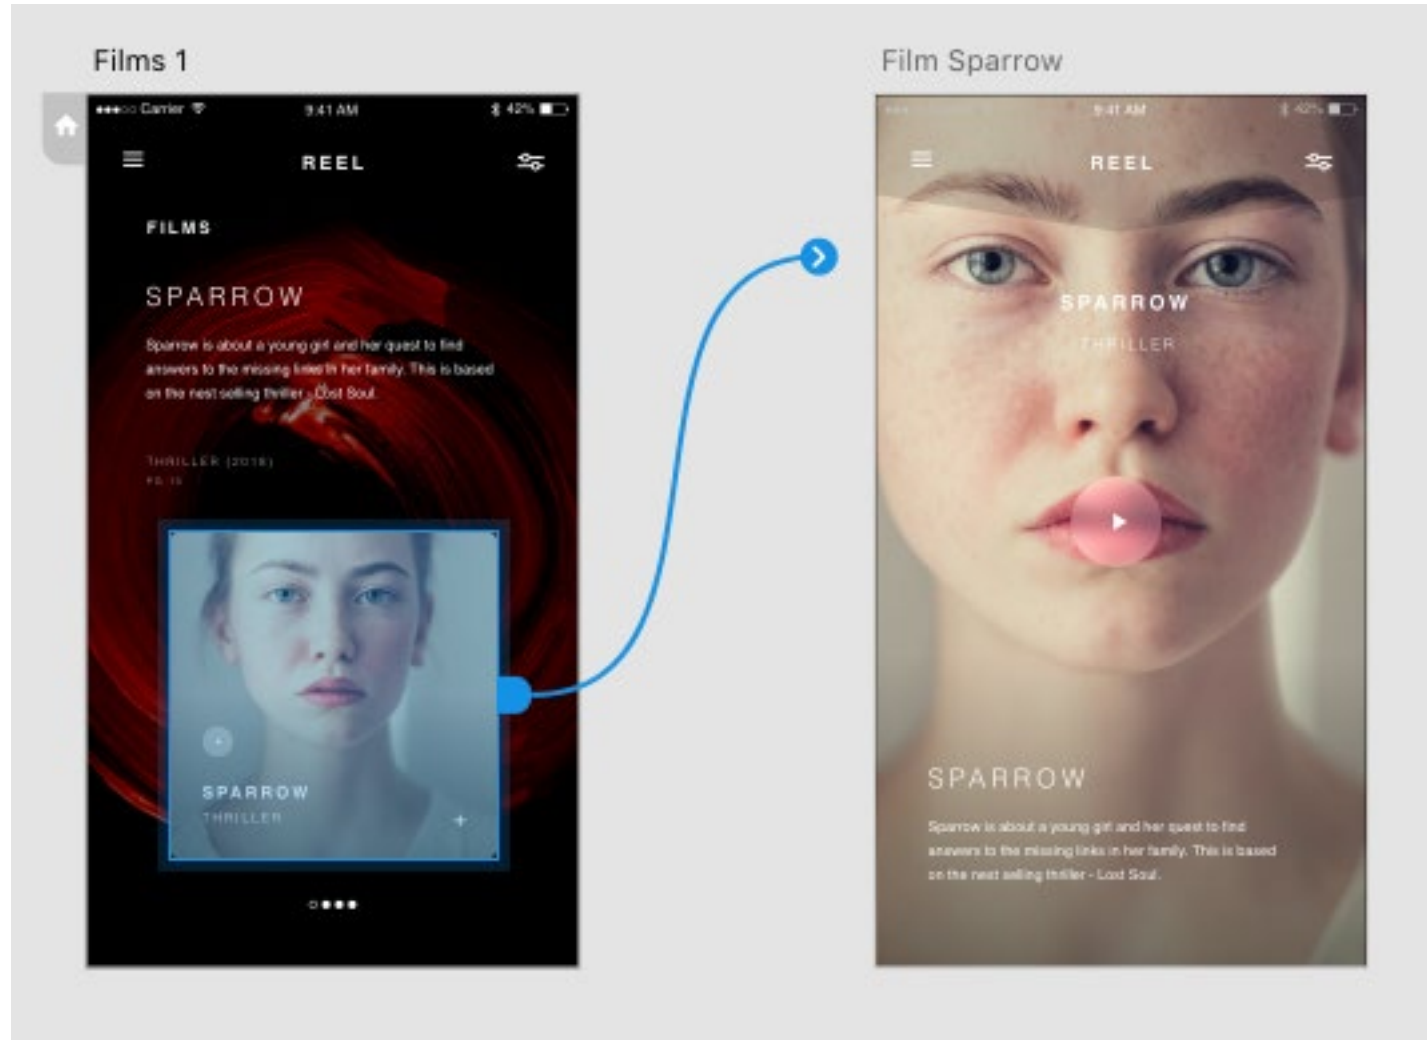 Films 1
Carrier 9:41 AM 42%
REEL
FILMS
SPARROW
Sparrow is about a young girl and her quest to find
answers to the missing links in her family. This is based
on the nest selling thriller - Lost Soul.
THRILLER (2018)
SPARROW
THRILLER
Film Sparrow
9:41 AM 42%
REEL
SPARROW
THRILLER
SPARROW
Sparrow is about a young girl and her quest to find
answers to the missing links in her family. This is based
on the nest selling thriller - Lost Soul.